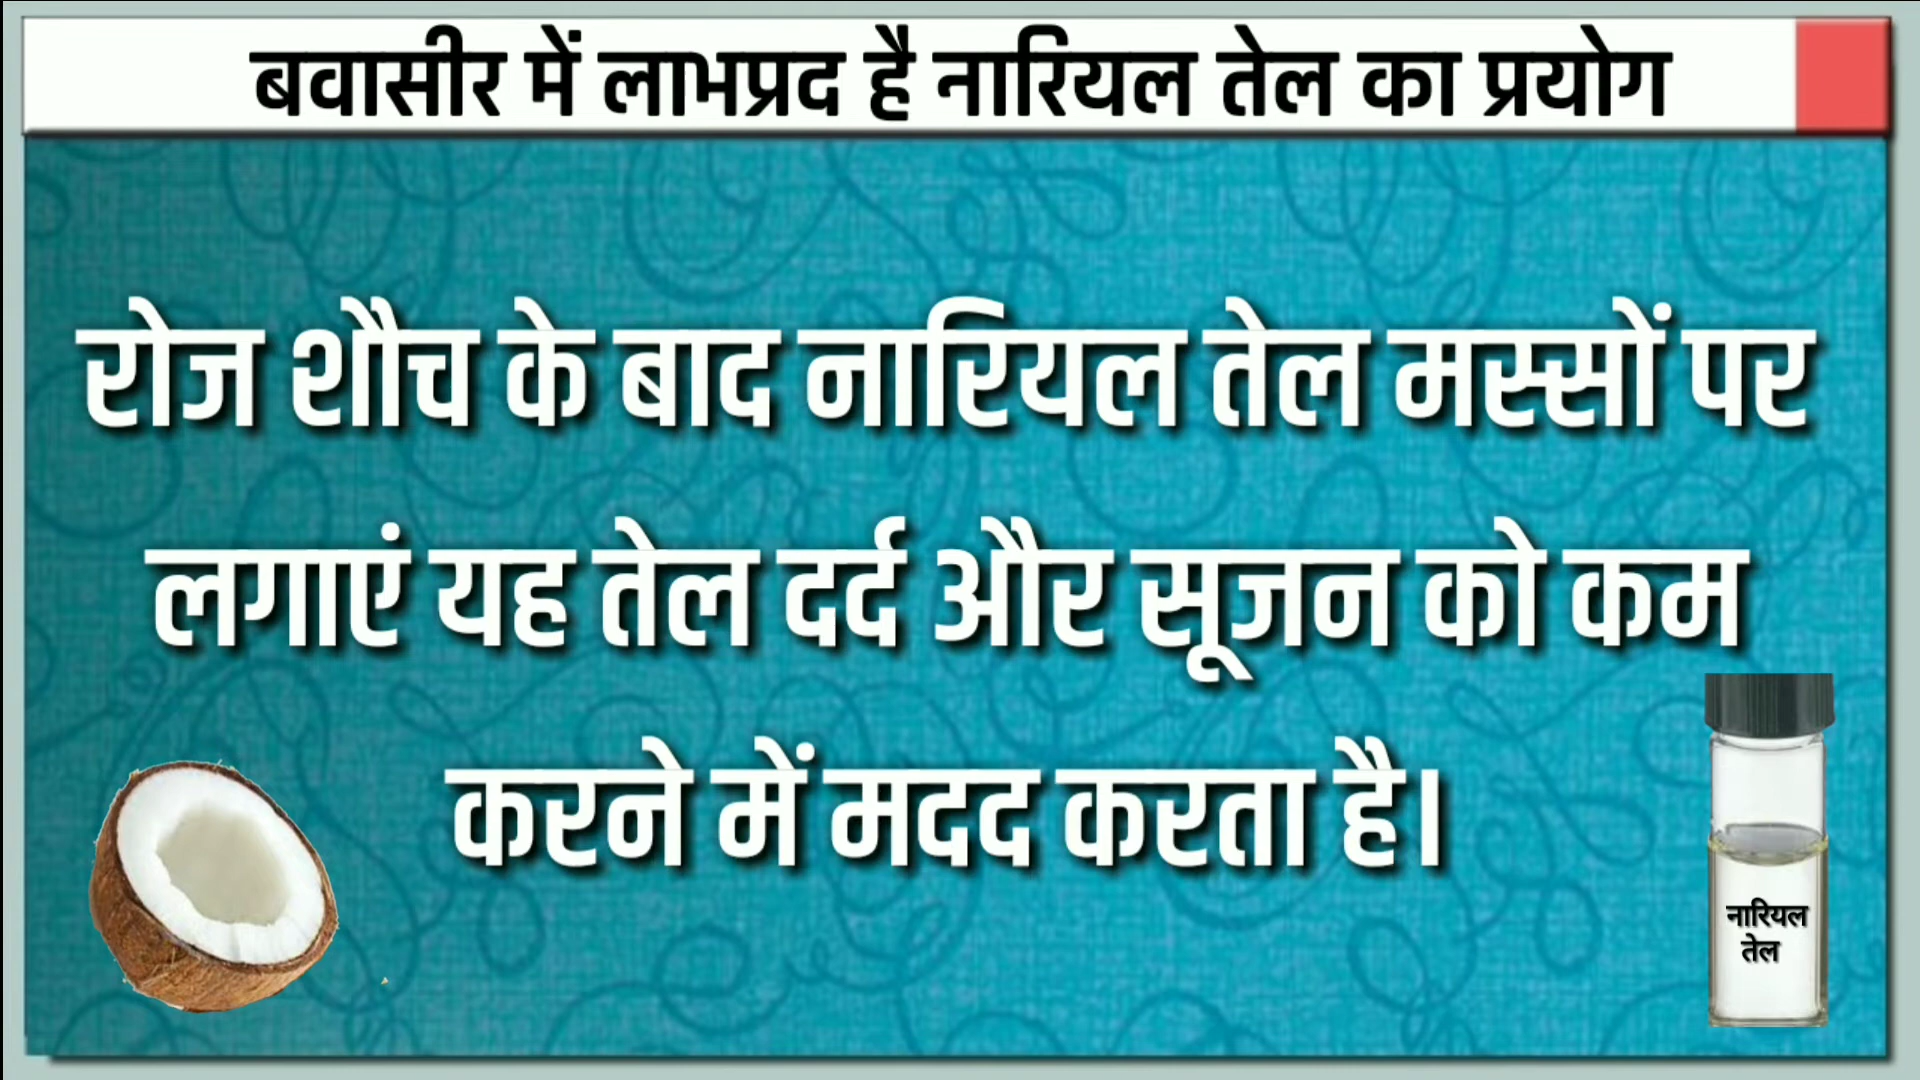 बवासीर में लाभप्रद है नारियल तेल का प्रयोग
रोज शौच के बाद नारियल तेल मस्सों पर
लगाएं यह तेल दर्द और सूजन को कम
करने में मदद करता है।
नारियल
तेल